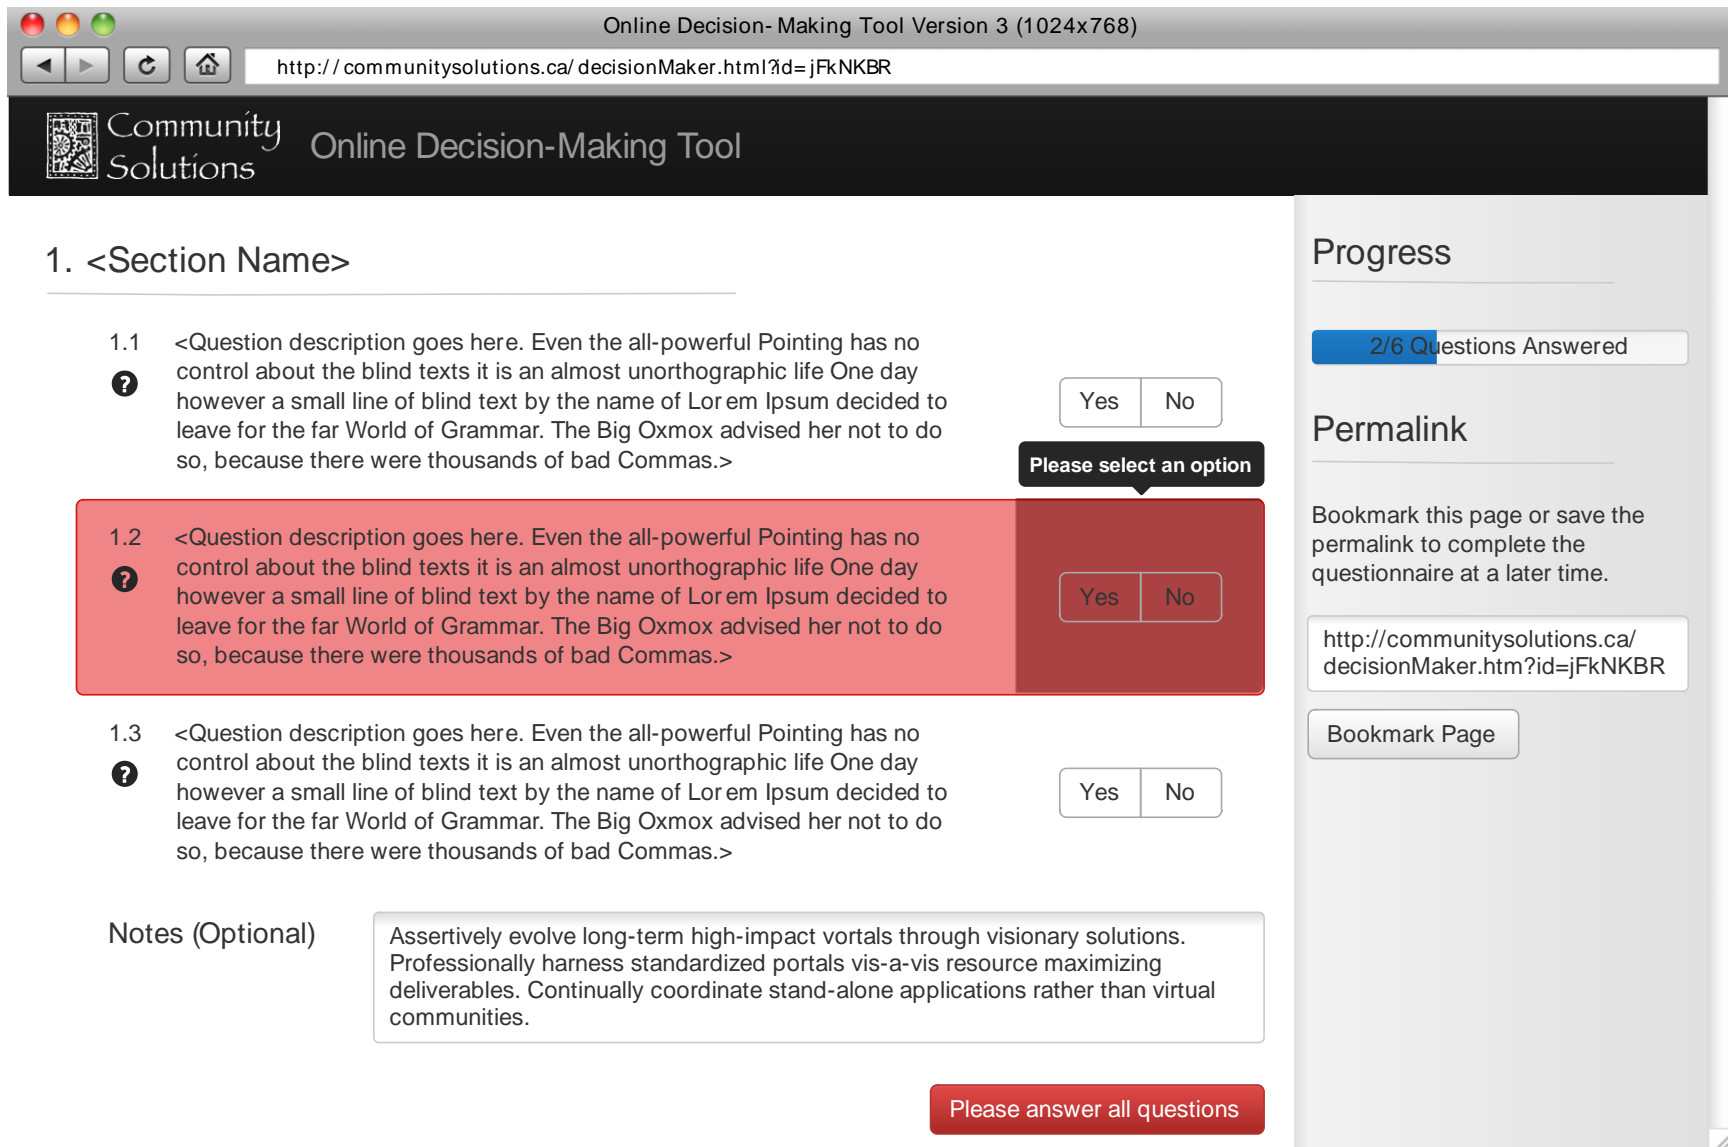 Online Decision- Making Tool Version 3 (1024x768)
http://communitysolutions.ca/decisionMaker.html?id=jFkNKBR
Community
Solutions
Online Decision-Making Tool
1. <Section Name>
1.1 <Question description goes here. Even the all-powerful Pointing has no
control about the blind texts it is an almost unorthographic life One day
however a small line of blind text by the name of Lorem Ipsum decided to
leave for the far World of Grammar. The Big Oxmox advised her not to do
so, because there were thousands of bad Commas.>
?
Yes No
Please select an option
1.2 <Question description goes here. Even the all-powerful Pointing has no
control about the blind texts it is an almost unorthographic life One day
however a small line of blind text by the name of Lorem Ipsum decided to
leave for the far World of Grammar. The Big Oxmox advised her not to do
so, because there were thousands of bad Commas.>
?
Yes No
1.3 <Question description goes here. Even the all-powerful Pointing has no
control about the blind texts it is an almost unorthographic life One day
however a small line of blind text by the name of Lorem Ipsum decided to
leave for the far World of Grammar. The Big Oxmox advised her not to do
so, because there were thousands of bad Commas.>
?
Yes No
Notes (Optional)
Assertively evolve long-term high-impact vortals through visionary solutions.
Professionally harness standardized portals vis-a-vis resource maximizing
deliverables. Continually coordinate stand-alone applications rather than virtual
communities.
Please answer all questions
Progress
2/6 Questions Answered
Permalink
Bookmark this page or save the
permalink to complete the
questionnaire at a later time.
http://communitysolutions.ca/
decisionMaker.htm?id=jFkNKBR
Bookmark Page